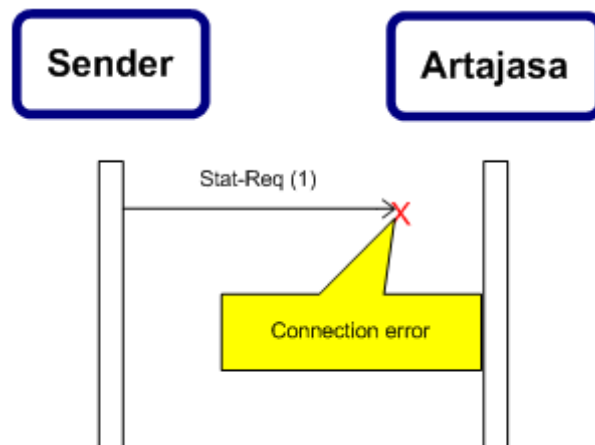 Sender
Artajasa
Stat-Req (1)
X
Connection error